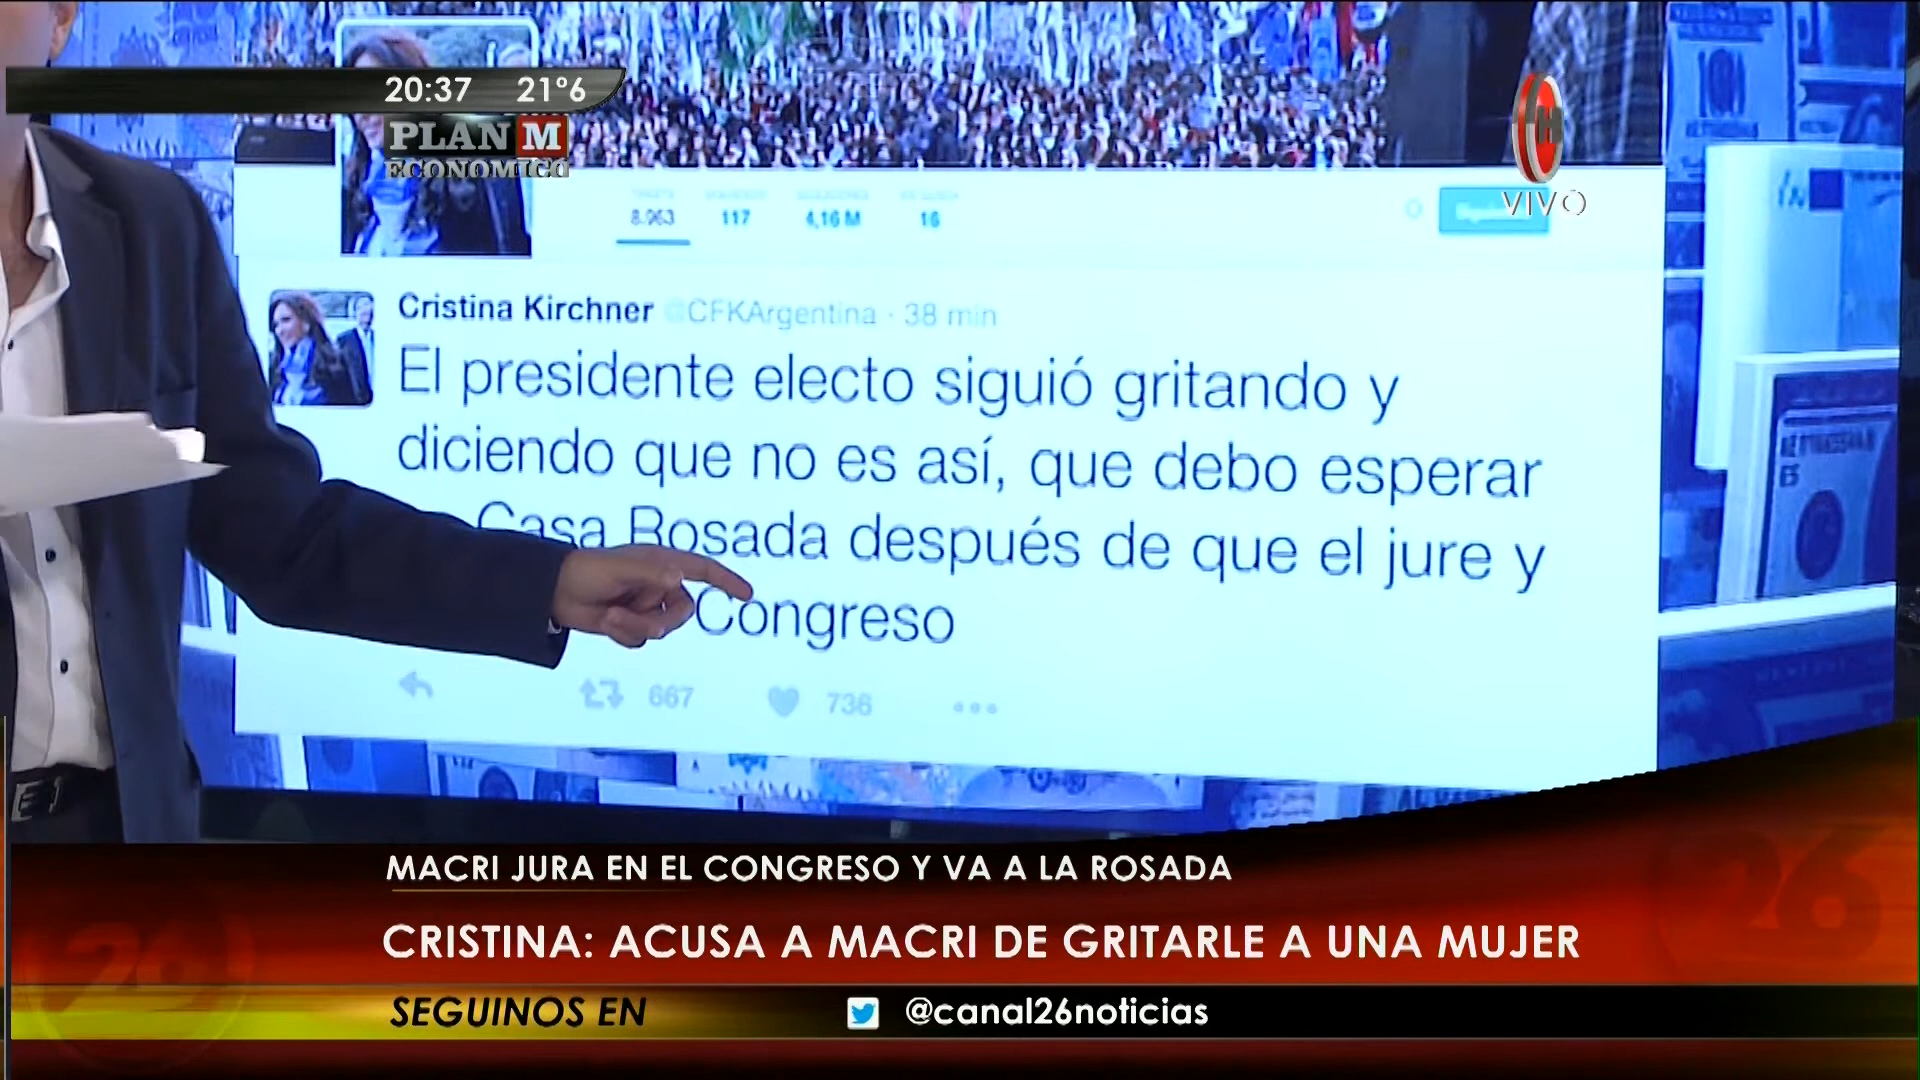 20:37 21°6
PLAN M
ECONOMICO
H
VIVO
8.963 117 4,16 M 16
Cristina Kirchner @CFKArgentina · 38 min
El presidente electo siguió gritando y
diciendo que no es así, que debo esperar
Casa Rosada después de que el jure y
Congreso
667 736
MACRI JURA EN EL CONGRESO Y VA A LA ROSADA
CRISTINA: ACUSA A MACRI DE GRITARLE A UNA MUJER
SEGUINOS EN @canal26noticias
26
26